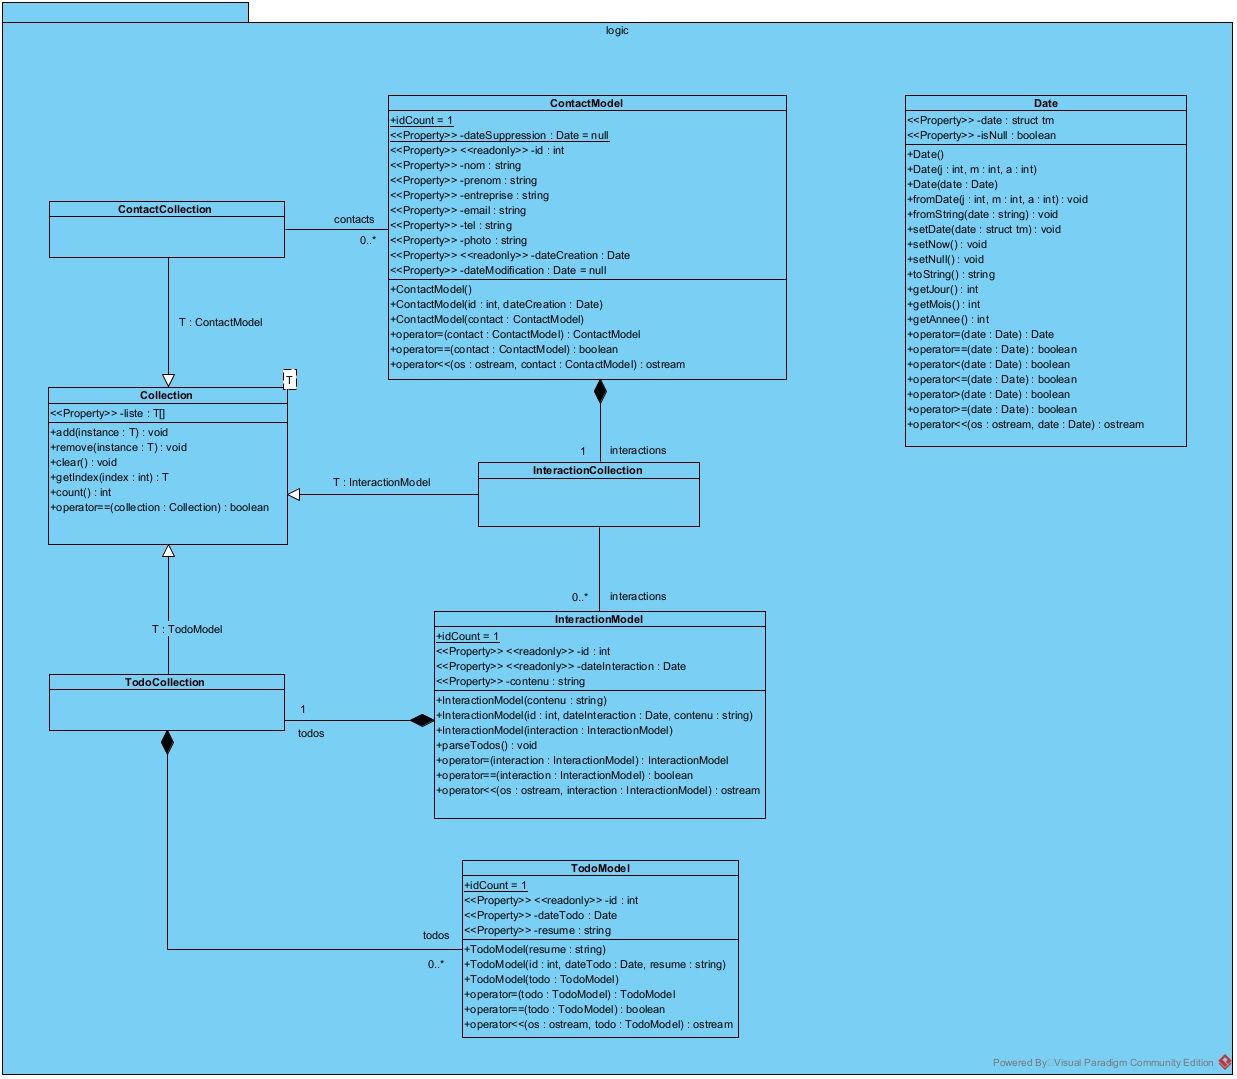 logic
ContactModel
+idCount = 1
<<Property>> -dateSuppression : Date = null
<<Property>> <<readonly>> -id : int
<<Property>> -nom : string
<<Property>> -prenom : string
<<Property>> -entreprise : string
<<Property>> -email : string
<<Property>> -tel : string
<<Property>> -photo : string
<<Property>> <<readonly>> -dateCreation : Date
<<Property>> -dateModification : Date = null
+ContactModel()
+ContactModel(id : int, dateCreation : Date)
+ContactModel(contact : ContactModel)
+operator=(contact : ContactModel) : ContactModel
+operator==(contact : ContactModel) : boolean
+operator<<(os : ostream, contact : ContactModel) : ostream
Date
<<Property>> -date : struct tm
<<Property>> -isNull : boolean
+Date()
+Date(j : int, m : int, a : int)
+Date(date : Date)
+fromDate(j : int, m : int, a : int) : void
+fromString(date : string) : void
+setDate(date : struct tm) : void
+setNow() : void
+setNull() : void
+toString() : string
+getJour() : int
+getMois() : int
+getAnnee() : int
+operator=(date : Date) : Date
+operator==(date : Date) : boolean
+operator<(date : Date) : boolean
+operator<=(date : Date) : boolean
+operator>(date : Date) : boolean
+operator>=(date : Date) : boolean
+operator<<(os : ostream, date : Date) : ostream
ContactCollection
contacts
0..*
T : ContactModel
T
Collection
<<Property>> -liste : T[]
+add(instance : T) : void
+remove(instance : T) : void
+clear() : void
+getIndex(index : int) : T
+count() : int
+operator==(collection : Collection) : boolean
1
interactions
InteractionCollection
T : InteractionModel
0..*
interactions
InteractionModel
+idCount = 1
<<Property>> <<readonly>> -id : int
<<Property>> <<readonly>> -dateInteraction : Date
<<Property>> -contenu : string
+InteractionModel(contenu : string)
+InteractionModel(id : int, dateInteraction : Date, contenu : string)
+InteractionModel(interaction : InteractionModel)
+parseTodos() : void
+operator=(interaction : InteractionModel) : InteractionModel
+operator==(interaction : InteractionModel) : boolean
+operator<<(os : ostream, interaction : InteractionModel) : ostream
T : TodoModel
TodoCollection
1
todos
todos
0..*
TodoModel
+idCount = 1
<<Property>> <<readonly>> -id : int
<<Property>> -dateTodo : Date
<<Property>> -resume : string
+TodoModel(resume : string)
+TodoModel(id : int, dateTodo : Date, resume : string)
+TodoModel(todo : TodoModel)
+operator=(todo : TodoModel) : TodoModel
+operator==(todo : TodoModel) : boolean
+operator<<(os : ostream, todo : TodoModel) : ostream
Powered By Visual Paradigm Community Edition